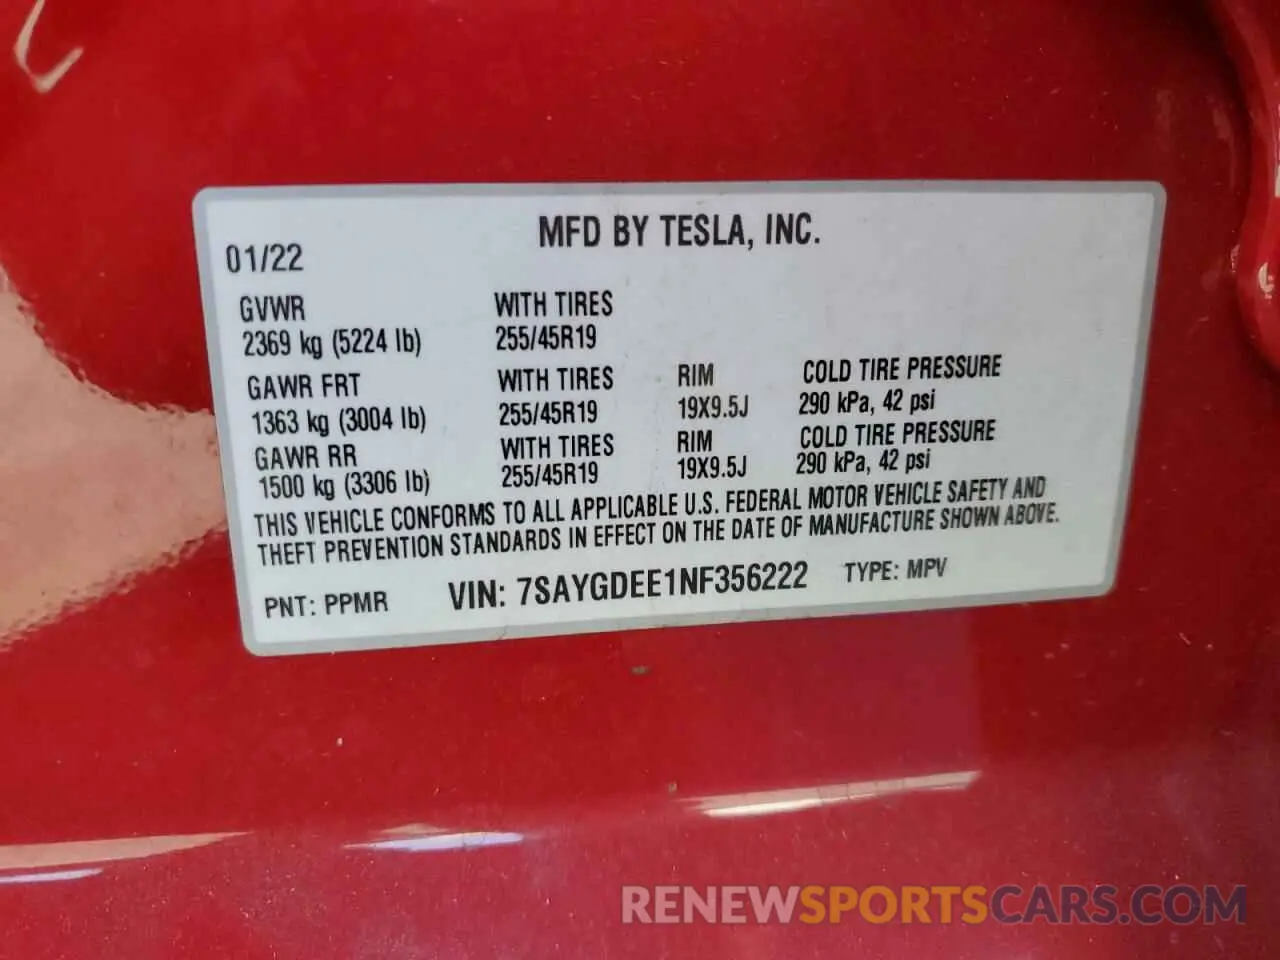 MFD BY TESLA, INC.
01/22
GVWR WITH TIRES
2369 kg (5224 lb) 255/45R19
GAWR FRT WITH TIRES RIM COLD TIRE PRESSURE
1363 kg (3004 lb) 255/45R19 19X9.5J 290 kPa, 42 psi
GAWR RR WITH TIRES RIM COLD TIRE PRESSURE
1500 kg (3306 lb) 255/45R19 19X9.5J 290 kPa, 42 psi
THIS VEHICLE CONFORMS TO ALL APPLICABLE U.S. FEDERAL MOTOR VEHICLE SAFETY AND
THEFT PREVENTION STANDARDS IN EFFECT ON THE DATE OF MANUFACTURE SHOWN ABOVE.
PNT: PPMR VIN: 7SAYGDEE1NF356222 TYPE: MPV
RENEWSPORTSCARS.COM